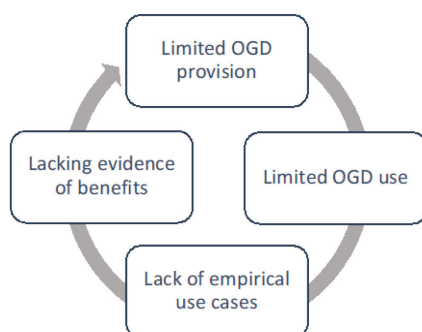 Limited OGD
provision
Limited OGD use
Lack of empirical
use cases
Lacking evidence
of benefits